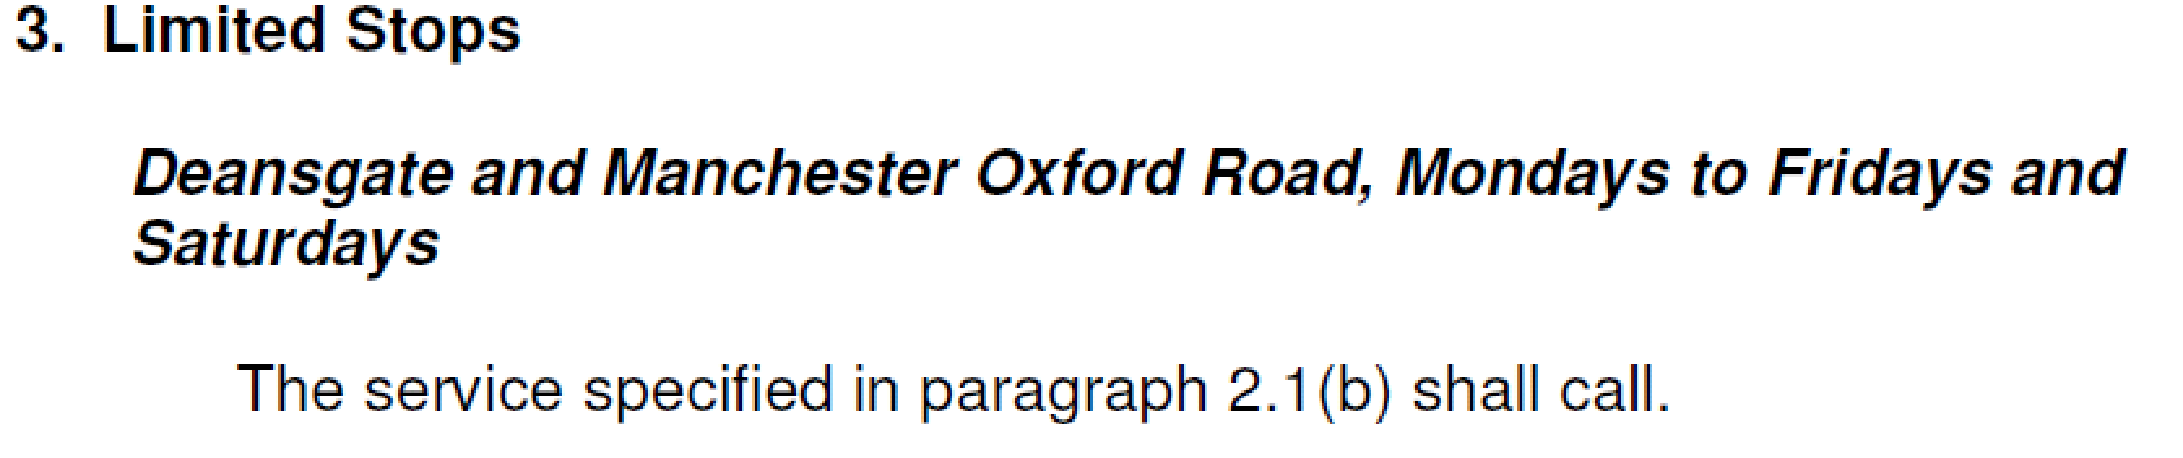 3. Limited Stops
Deansgate and Manchester Oxford Road, Mondays to Fridays and
Saturdays
The service specified in paragraph 2.1(b) shall call.